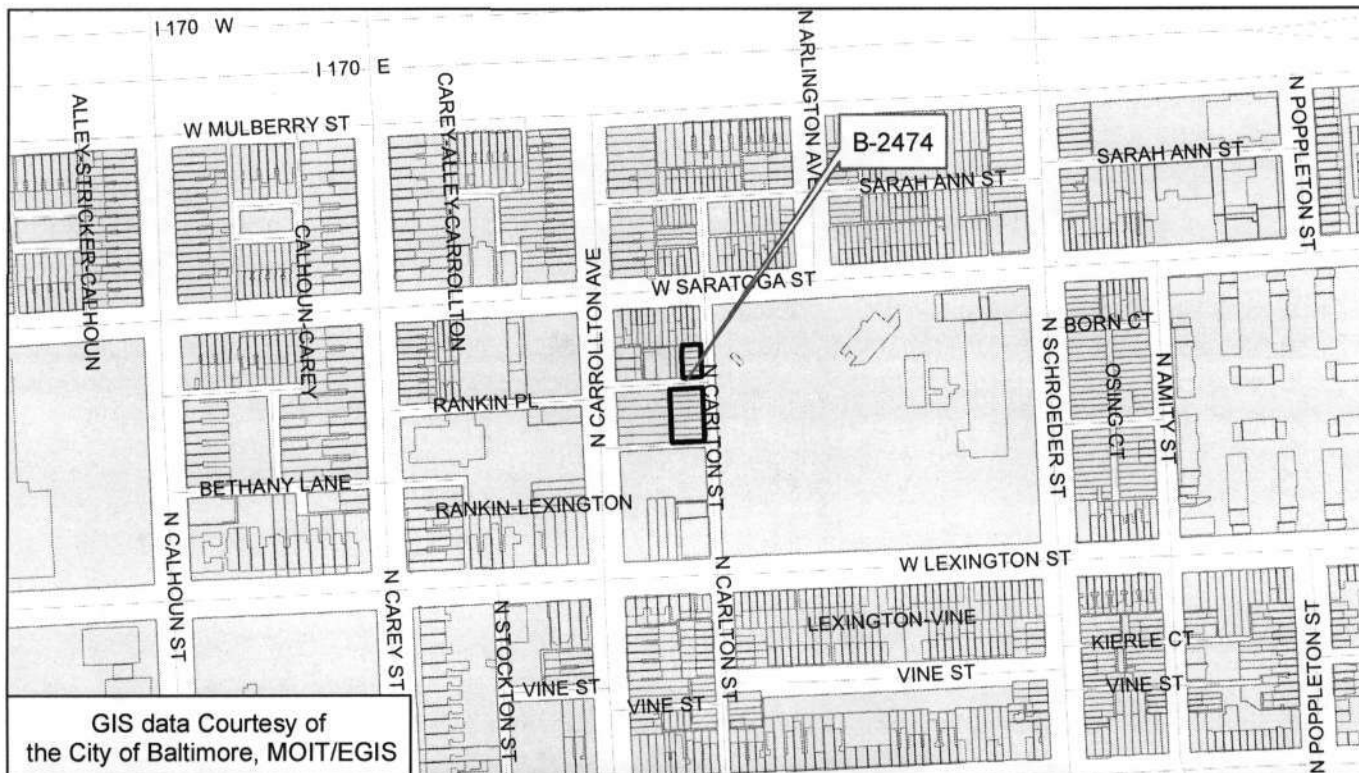 I 170 W
I 170 E
N ARLINGTON AVE
N POPPLETON ST
ALLEY-STRICKER-CALHOUN
W MULBERRY ST
CAREY-ALLEY-CARROLLTON
B-2474
SARAH ANN ST
SARAH ANN ST
CALHOUN-CAREY
N CARROLLTON AVE
W SARATOGA ST
BORN CT
N SCHROEDER ST
OSING CT
N AMITY ST
RANKIN PL
N CARLTON ST
BETHANY LANE
RANKIN-LEXINGTON
N CALHOUN ST
N CAREY ST
W LEXINGTON ST
N STOCKTON ST
N CARLTON ST
LEXINGTON-VINE
KIERLE CT
VINE ST
VINE ST
VINE ST
VINE ST
N POPPLETON ST
GIS data Courtesy of
the City of Baltimore, MOIT/EGIS